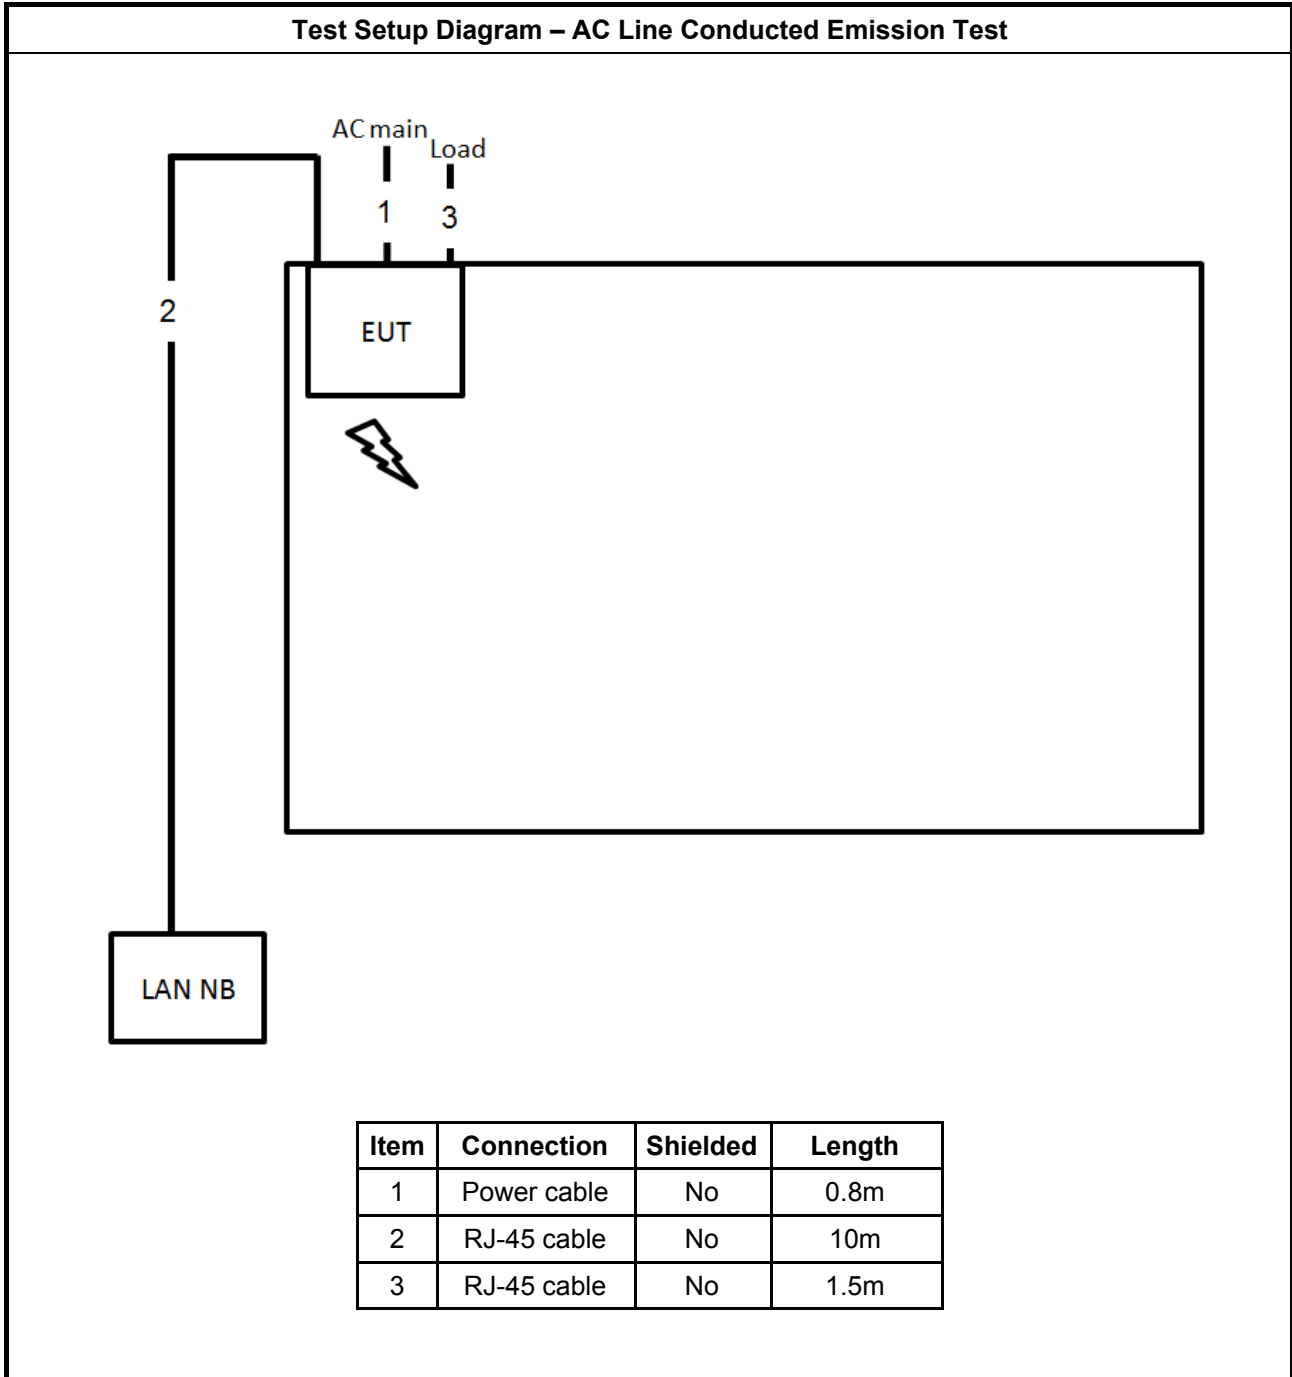 Test Setup Diagram – AC Line Conducted Emission Test
AC main
Load
1
3
2
EUT
LAN NB
Item Connection Shielded Length
1 Power cable No 0.8m
2 RJ-45 cable No 10m
3 RJ-45 cable No 1.5m